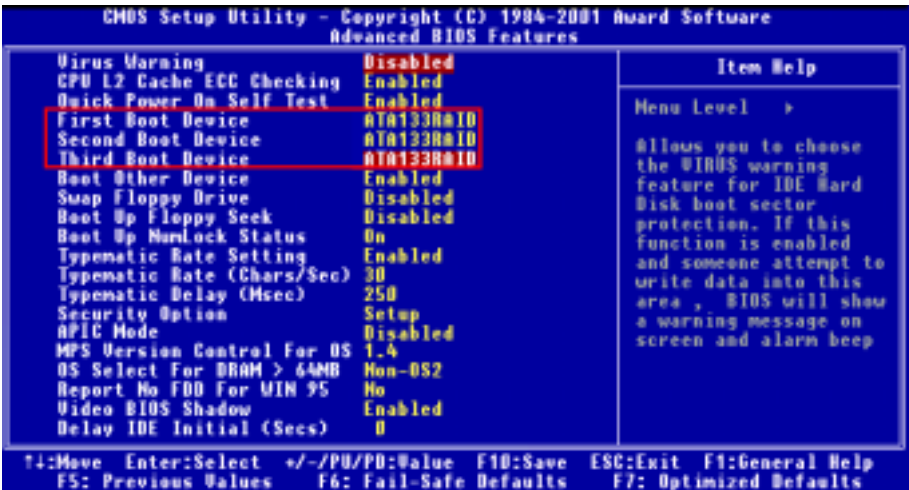 CMOS Setup Utility - Copyright (C) 1984-2001 Award Software
Advanced BIOS Features
Virus Warning Disabled
CPU L2 Cache ECC Checking Enabled
Quick Power On Self Test Enabled
First Boot Device ATA133RAID
Second Boot Device ATA133RAID
Third Boot Device ATA133RAID
Boot Other Device Enabled
Swap Floppy Drive Disabled
Boot Up Floppy Seek Disabled
Boot Up NumLock Status On
Typematic Rate Setting Enabled
Typematic Rate (Chars/Sec) 30
Typematic Delay (Msec) 250
Security Option Setup
APIC Mode Disabled
MPS Version Control For OS 1.4
OS Select For DRAM > 64MB Non-OS2
Report No FDD For WIN 95 No
Video BIOS Shadow Enabled
Delay IDE Initial (Secs) 0
Item Help
Menu Level ▸
Allows you to choose
the VIRUS warning
feature for IDE Hard
Disk boot sector
protection. If this
function is enabled
and someone attempt to
write data into this
area , BIOS will show
a warning message on
screen and alarm beep
↑↓:Move Enter:Select +/-/PU/PD:Value F10:Save ESC:Exit F1:General Help
F5: Previous Values F6: Fail-Safe Defaults F7: Optimized Defaults